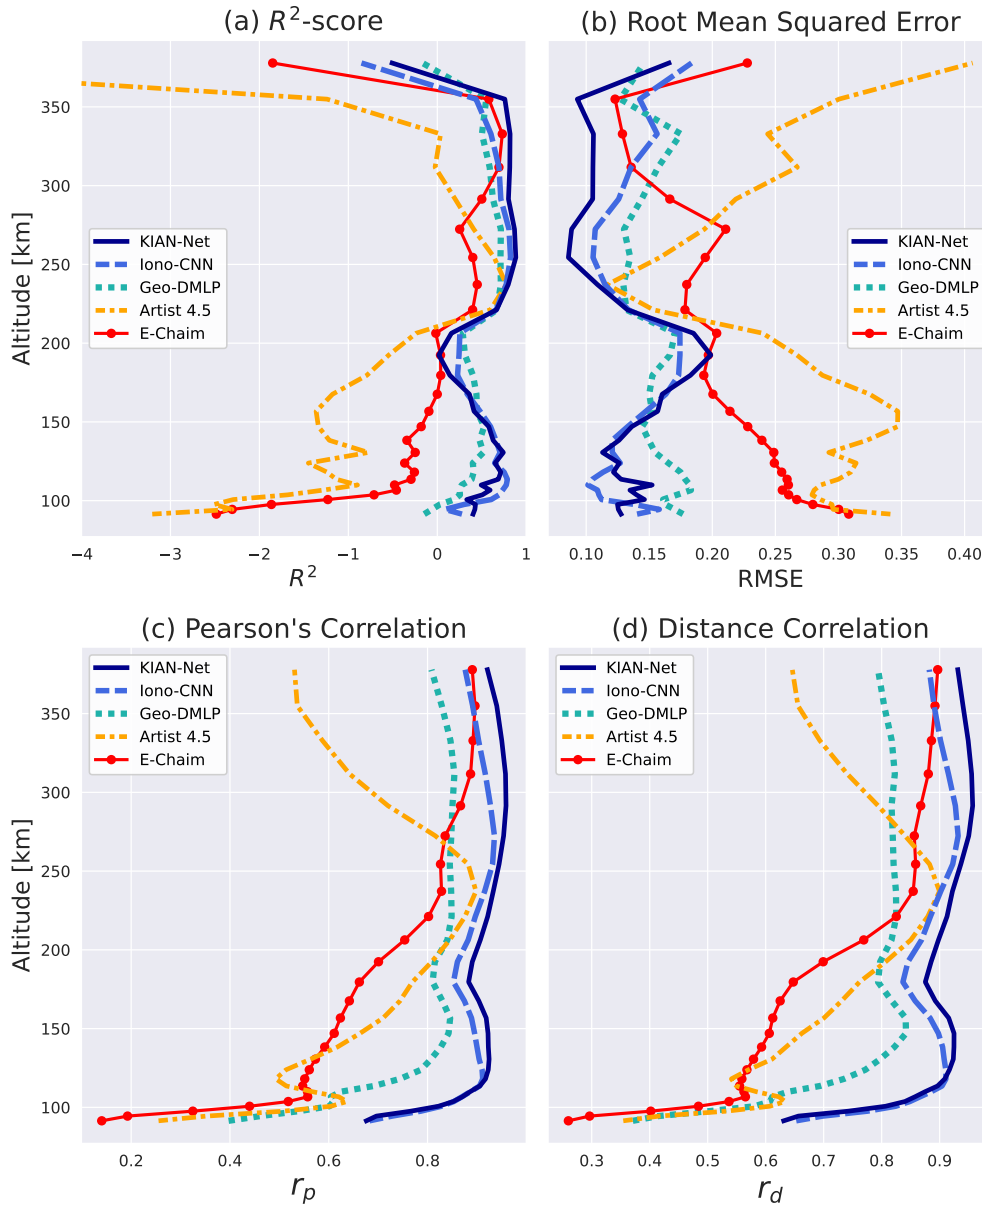 (a) R²-score
(b) Root Mean Squared Error
Altitude [km]
350
300
250
200
150
100
KIAN-Net
Iono-CNN
Geo-DMLP
Artist 4.5
E-Chaim
KIAN-Net
Iono-CNN
Geo-DMLP
Artist 4.5
E-Chaim
−4 −3 −2 −1 0 1
0.10 0.15 0.20 0.25 0.30 0.35 0.40
R²
RMSE
(c) Pearson's Correlation
(d) Distance Correlation
Altitude [km]
350
300
250
200
150
100
KIAN-Net
Iono-CNN
Geo-DMLP
Artist 4.5
E-Chaim
KIAN-Net
Iono-CNN
Geo-DMLP
Artist 4.5
E-Chaim
0.2 0.4 0.6 0.8
0.3 0.4 0.5 0.6 0.7 0.8 0.9
r_p
r_d